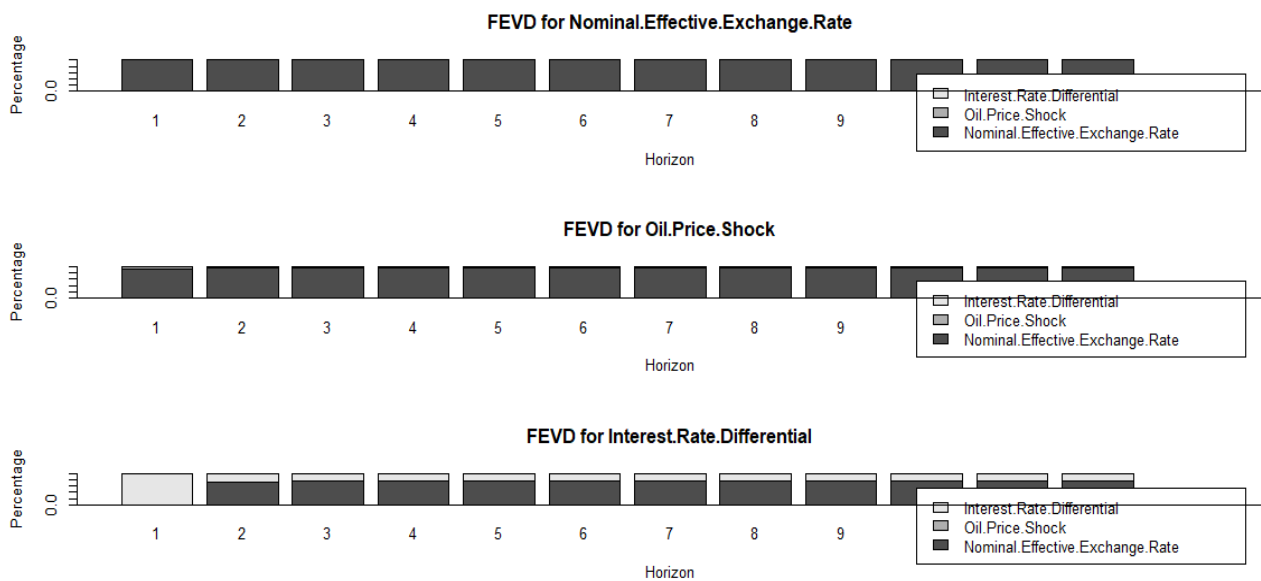 FEVD for Nominal.Effective.Exchange.Rate
Percentage
0.0
1 2 3 4 5 6 7 8 9
Horizon
Interest.Rate.Differential
Oil.Price.Shock
Nominal.Effective.Exchange.Rate
FEVD for Oil.Price.Shock
Percentage
0.0
1 2 3 4 5 6 7 8 9
Horizon
Interest.Rate.Differential
Oil.Price.Shock
Nominal.Effective.Exchange.Rate
FEVD for Interest.Rate.Differential
Percentage
0.0
1 2 3 4 5 6 7 8 9
Horizon
Interest.Rate.Differential
Oil.Price.Shock
Nominal.Effective.Exchange.Rate